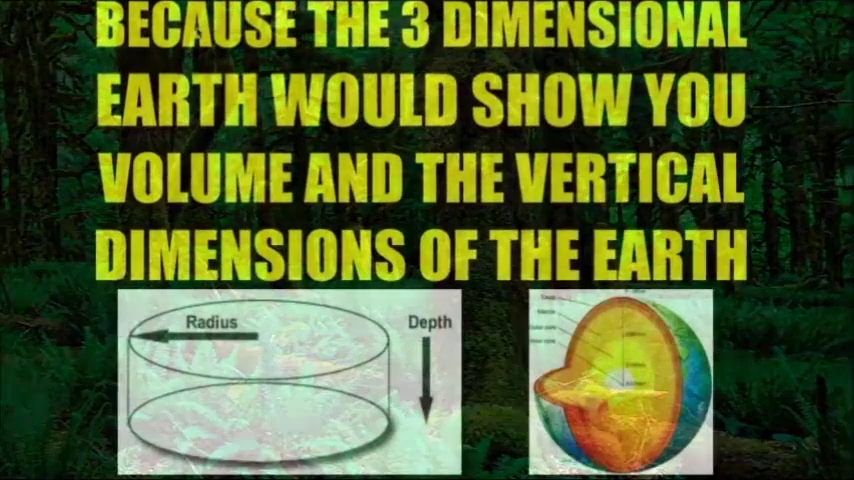 BECAUSE THE 3 DIMENSIONAL
EARTH WOULD SHOW YOU
VOLUME AND THE VERTICAL
DIMENSIONS OF THE EARTH
Radius
Depth